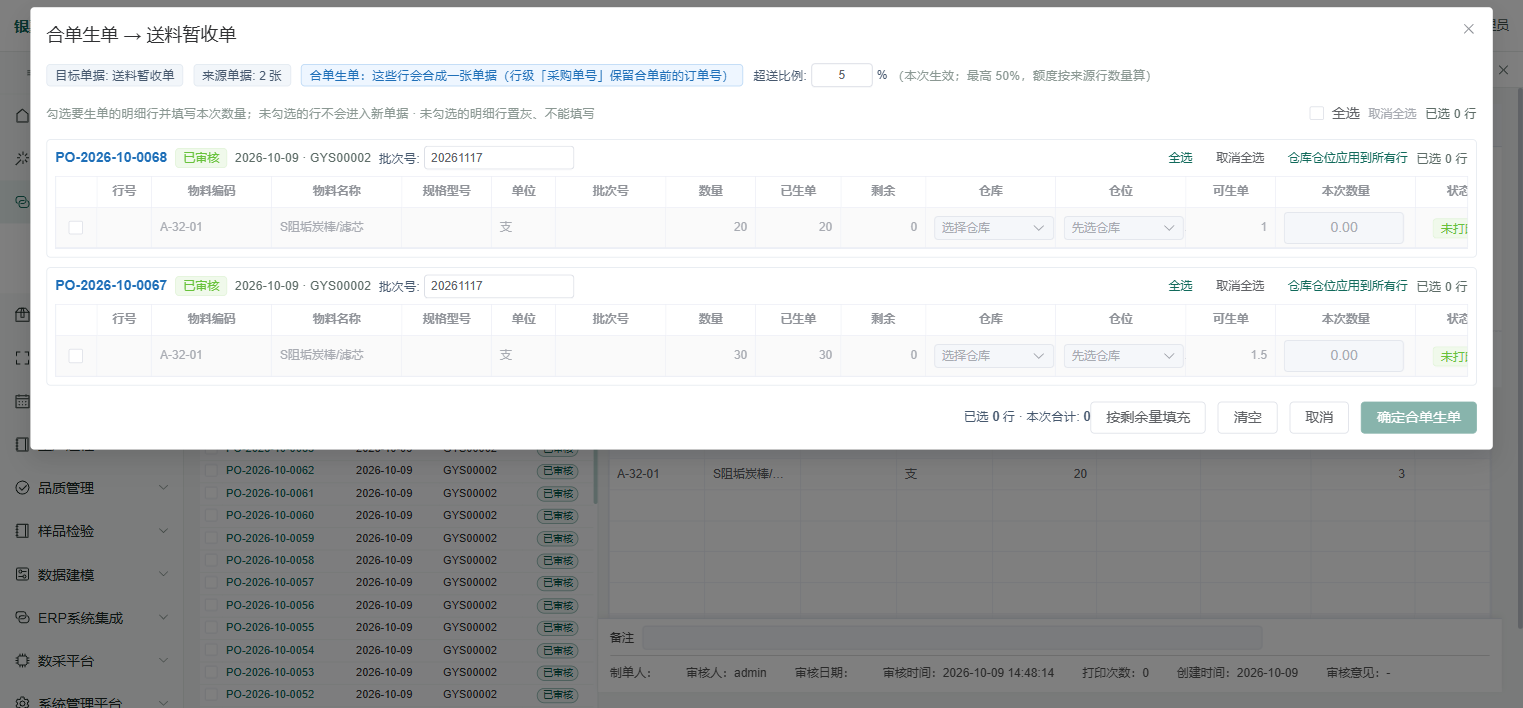 合单生单 → 送料暂收单
目标单据: 送料暂收单 来源单据: 2 张 合单生单：这些行会合成一张单据（行级「采购单号」保留合单前的订单号） 超送比例: 5 % (本次生效；最高 50%，额度按来源行数量算)
勾选要生单的明细行并填写本次数量；未勾选的行不会进入新单据 · 未勾选的明细行置灰、不能填写 全选 取消全选 已选 0 行
PO-2026-10-0068 已审核 2026-10-09 · GYS00002 批次号: 20261117 全选 取消全选 仓库仓位应用到所有行 已选 0 行
行号 物料编码 物料名称 规格型号 单位 批次号 数量 已生单 剩余 仓库 仓位 可生单 本次数量 状态
A-32-01 S阻垢炭棒/滤芯 支 20 20 0 选择仓库 先选仓库 1 0.00 未打
PO-2026-10-0067 已审核 2026-10-09 · GYS00002 批次号: 20261117 全选 取消全选 仓库仓位应用到所有行 已选 0 行
行号 物料编码 物料名称 规格型号 单位 批次号 数量 已生单 剩余 仓库 仓位 可生单 本次数量 状态
A-32-01 S阻垢炭棒/滤芯 支 30 30 0 选择仓库 先选仓库 1.5 0.00 未打
已选 0 行 · 本次合计: 0 按剩余量填充 清空 取消 确定合单生单
品质管理
样品检验
数据建模
ERP系统集成
数采平台
系统管理平台
PO-2026-10-0062 2026-10-09 GYS00002 已审核
PO-2026-10-0061 2026-10-09 GYS00002 已审核
PO-2026-10-0060 2026-10-09 GYS00002 已审核
PO-2026-10-0059 2026-10-09 GYS00002 已审核
PO-2026-10-0058 2026-10-09 GYS00002 已审核
PO-2026-10-0057 2026-10-09 GYS00002 已审核
PO-2026-10-0056 2026-10-09 GYS00002 已审核
PO-2026-10-0055 2026-10-09 GYS00002 已审核
PO-2026-10-0054 2026-10-09 GYS00002 已审核
PO-2026-10-0053 2026-10-09 GYS00002 已审核
PO-2026-10-0052 2026-10-09 GYS00002 已审核
A-32-01 S阻垢炭棒/... 支 20 3
备注
制单人: 审核人: admin 审核日期: 审核时间: 2026-10-09 14:48:14 打印次数: 0 创建时间: 2026-10-09 审核意见: -